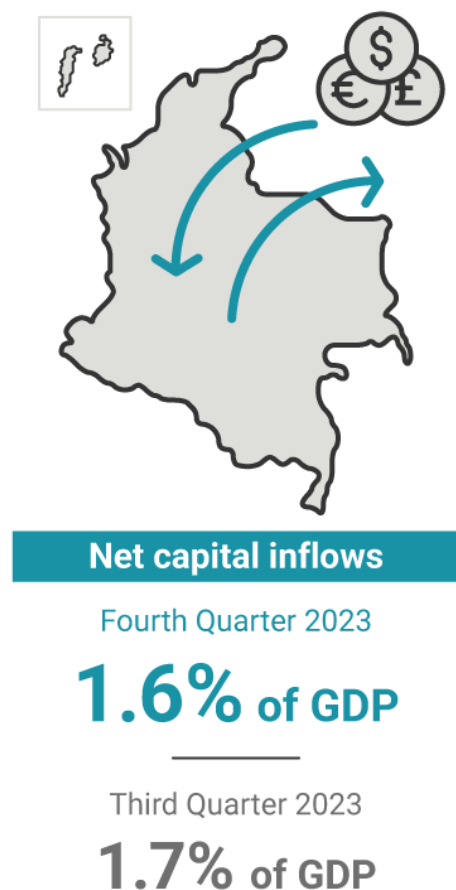 $
€ £
Net capital inflows
Fourth Quarter 2023
1.6% of GDP
Third Quarter 2023
1.7% of GDP